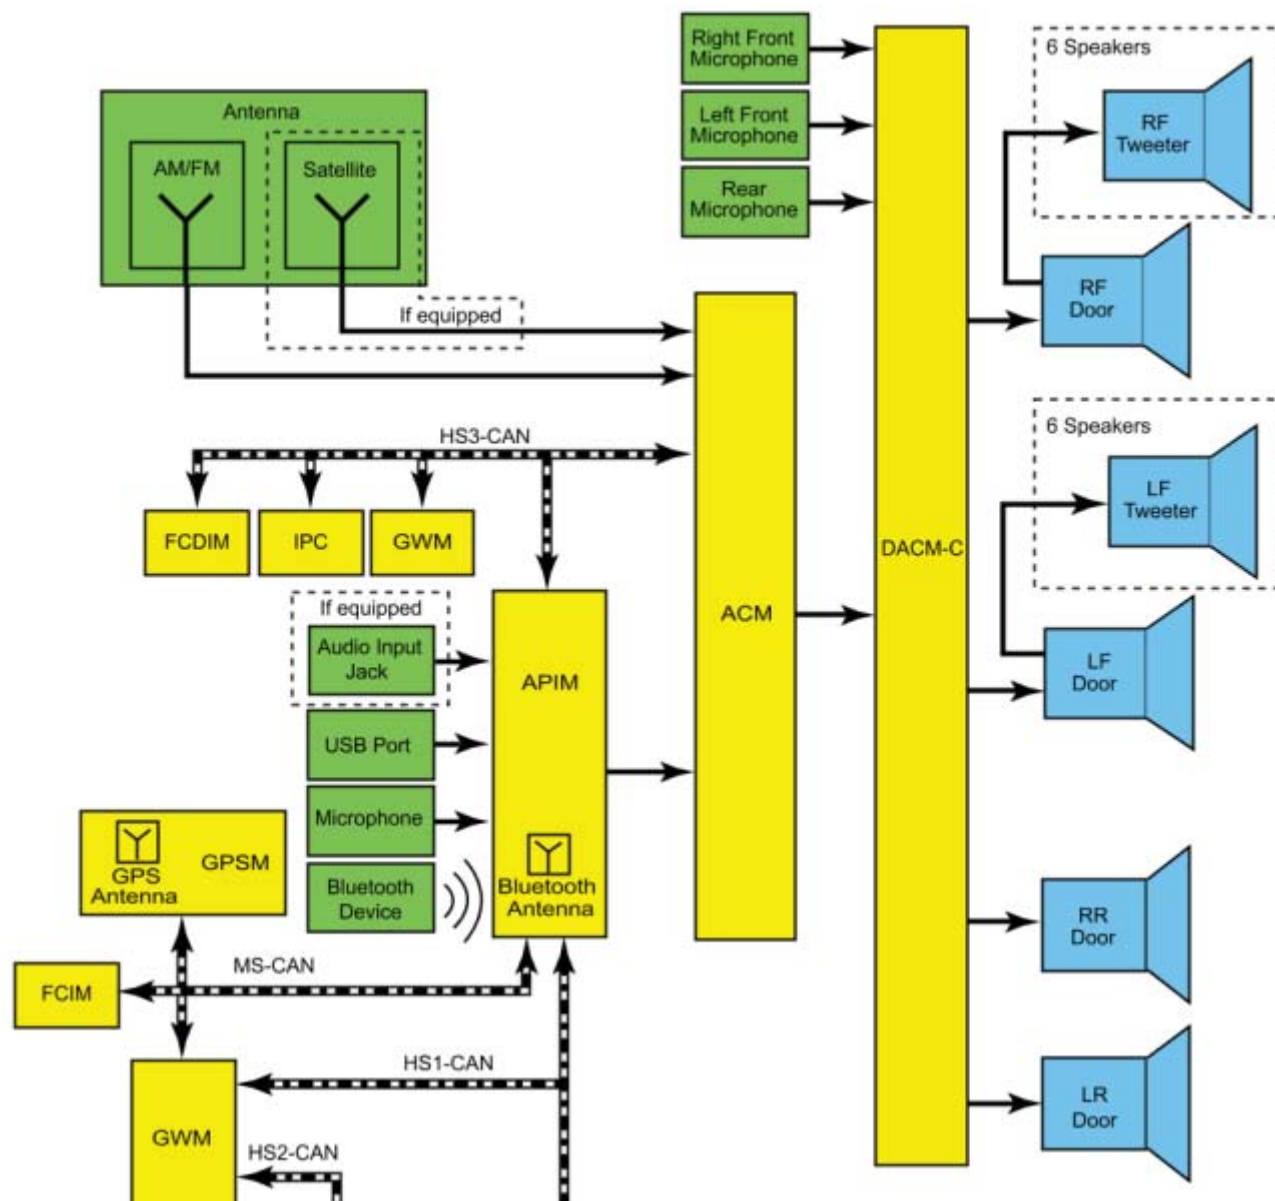 Right Front
Microphone
6 Speakers
RF
Tweeter
Antenna
AM/FM
Satellite
Left Front
Microphone
Rear
Microphone
If equipped
RF
Door
HS3-CAN
6 Speakers
LF
Tweeter
FCDIM
IPC
GWM
DACM-C
If equipped
Audio Input
Jack
APIM
ACM
LF
Door
USB Port
Microphone
GPS
Antenna
GPSM
Bluetooth
Device
Bluetooth
Antenna
RR
Door
MS-CAN
FCIM
HS1-CAN
LR
Door
GWM
HS2-CAN